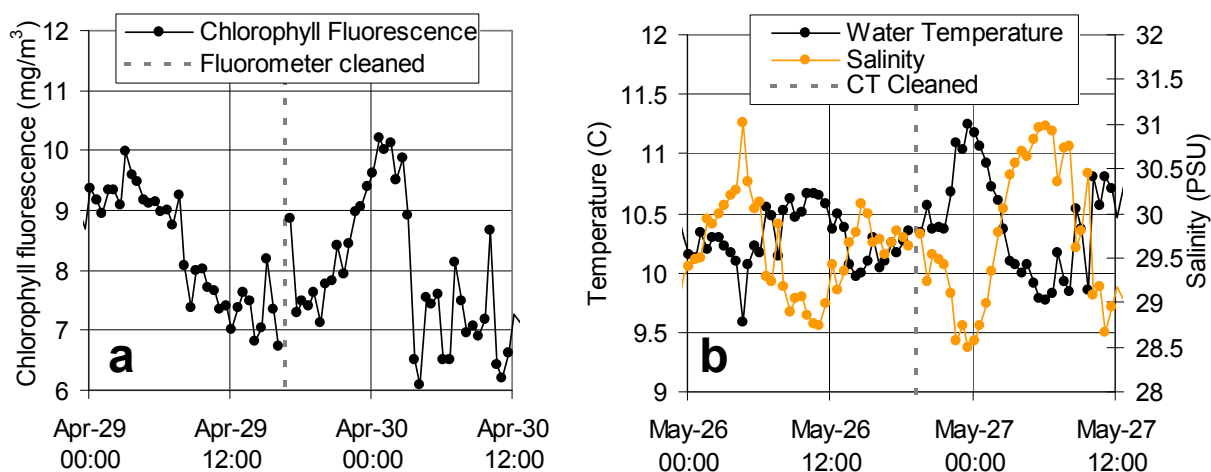 Chlorophyll Fluorescence
Fluorometer cleaned
Chlorophyll fluorescence (mg/m³)
12
11
10
9
8
7
6
a
Apr-29
00:00
Apr-29
12:00
Apr-30
00:00
Apr-30
12:00
Water Temperature
Salinity
CT Cleaned
Temperature (C)
12
11.5
11
10.5
10
9.5
9
b
Salinity (PSU)
32
31.5
31
30.5
30
29.5
29
28.5
28
May-26
00:00
May-26
12:00
May-27
00:00
May-27
12:00